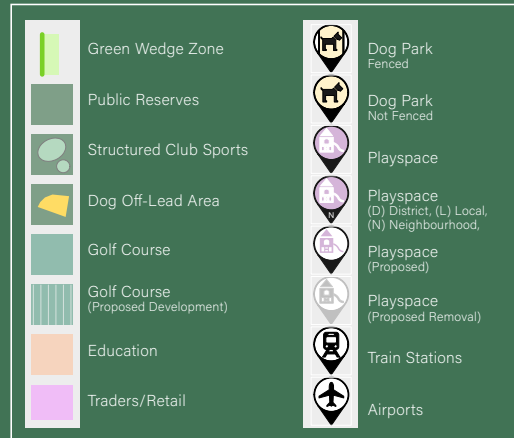 Green Wedge Zone
Public Reserves
Structured Club Sports
Dog Off-Lead Area
Golf Course
Golf Course
(Proposed Development)
Education
Traders/Retail
Dog Park
Fenced
Dog Park
Not Fenced
Playspace
N
Playspace
(D) District, (L) Local,
(N) Neighbourhood,
Playspace
(Proposed)
Playspace
(Proposed Removal)
Train Stations
Airports